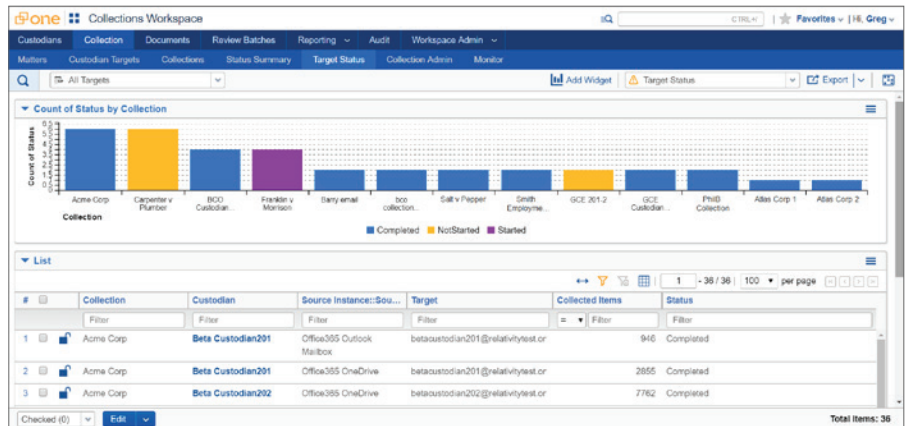 one Collections Workspace CTRL+/ Favorites | Hi, Greg
Custodians Collection Documents Review Batches Reporting Audit Workspace Admin
Matters Custodian Targets Collections Status Summary Target Status Collection Admin Monitor
All Targets Add Widget Target Status Export
Count of Status by Collection
Count of Status
6.5
0.5
Acme Corp Carpenter v Plumber BCO Custodian... Franklin v Morrison Barry email bco collection... Salt v Pepper Smith Employme... GCE 201.2 GCE Custodian... PhilB Collection Atlas Corp 1 Atlas Corp 2
Collection
Completed NotStarted Started
List
1 - 36 / 36 100 per page
# Collection Custodian Source Instance::Sou... Target Collected Items Status
Filter Filter Filter Filter = Filter Filter
1 Acme Corp Beta Custodian201 Office365 Outlook Mailbox betacustodian201@relativitytest.or 946 Completed
2 Acme Corp Beta Custodian201 Office365 OneDrive betacustodian201@relativitytest.or 2855 Completed
3 Acme Corp Beta Custodian202 Office365 OneDrive betacustodian202@relativitytest.or 7762 Completed
Checked (0) Edit Total Items: 36